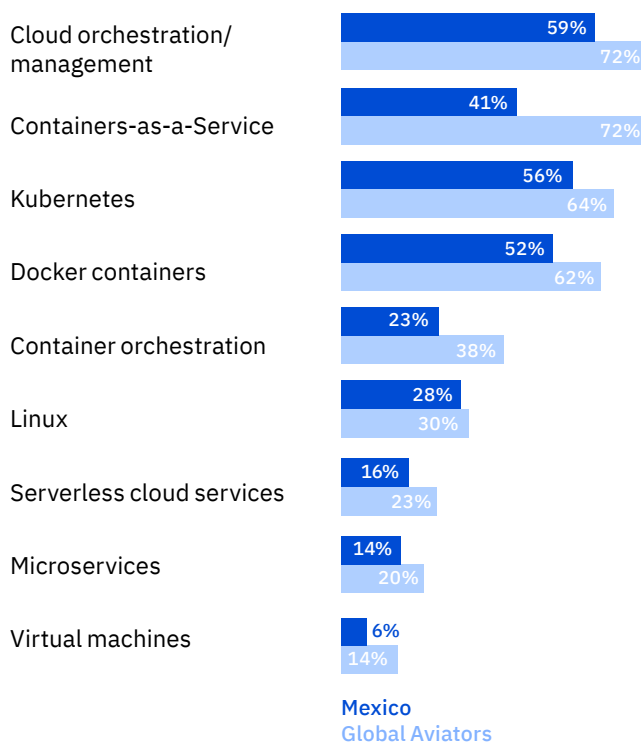 Cloud orchestration/
management
59%
72%
Containers-as-a-Service
41%
72%
Kubernetes
56%
64%
Docker containers
52%
62%
Container orchestration
23%
38%
Linux
28%
30%
Serverless cloud services
16%
23%
Microservices
14%
20%
Virtual machines
6%
14%
Mexico
Global Aviators